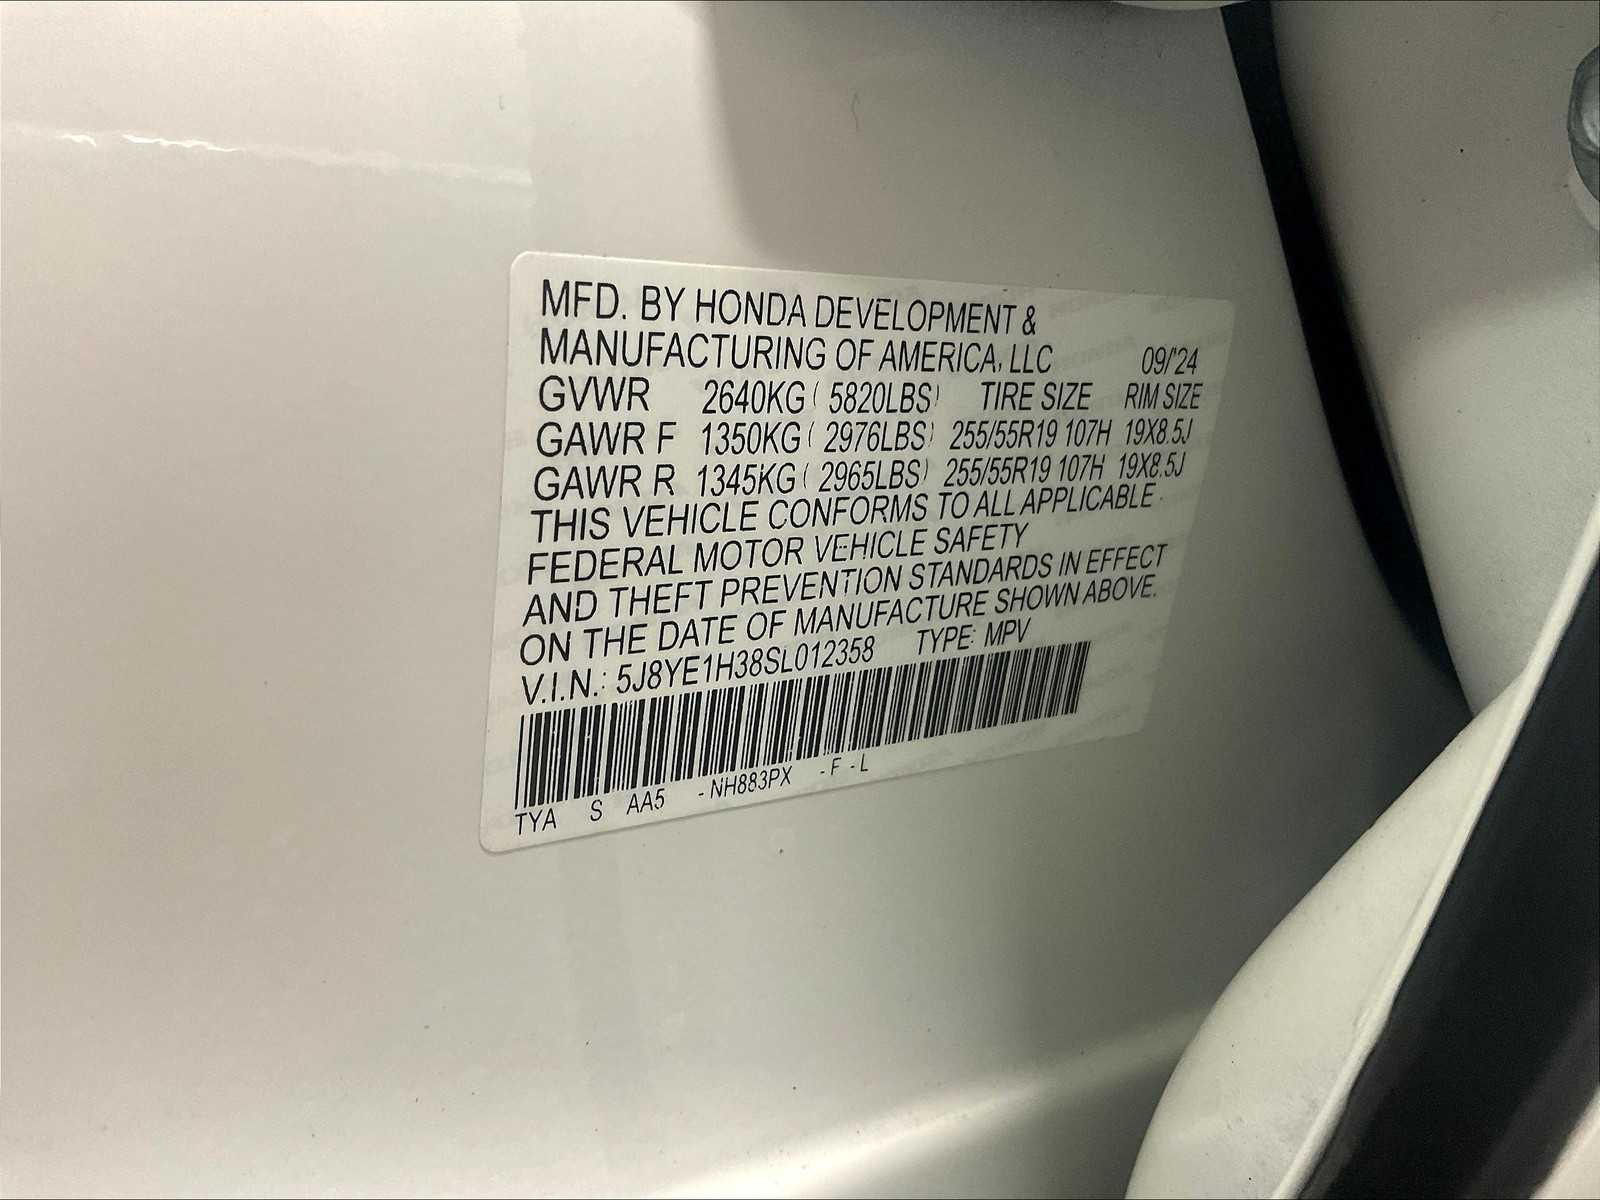 MFD. BY HONDA DEVELOPMENT &
MANUFACTURING OF AMERICA, LLC 09/'24
GVWR 2640KG ( 5820LBS) TIRE SIZE RIM SIZE
GAWR F 1350KG ( 2976LBS) 255/55R19 107H 19X8.5J
GAWR R 1345KG ( 2965LBS) 255/55R19 107H 19X8.5J
THIS VEHICLE CONFORMS TO ALL APPLICABLE
FEDERAL MOTOR VEHICLE SAFETY
AND THEFT PREVENTION STANDARDS IN EFFECT
ON THE DATE OF MANUFACTURE SHOWN ABOVE.
V.I.N.: 5J8YE1H38SL012358 TYPE: MPV
TYA S AA5 - NH883PX - F - L